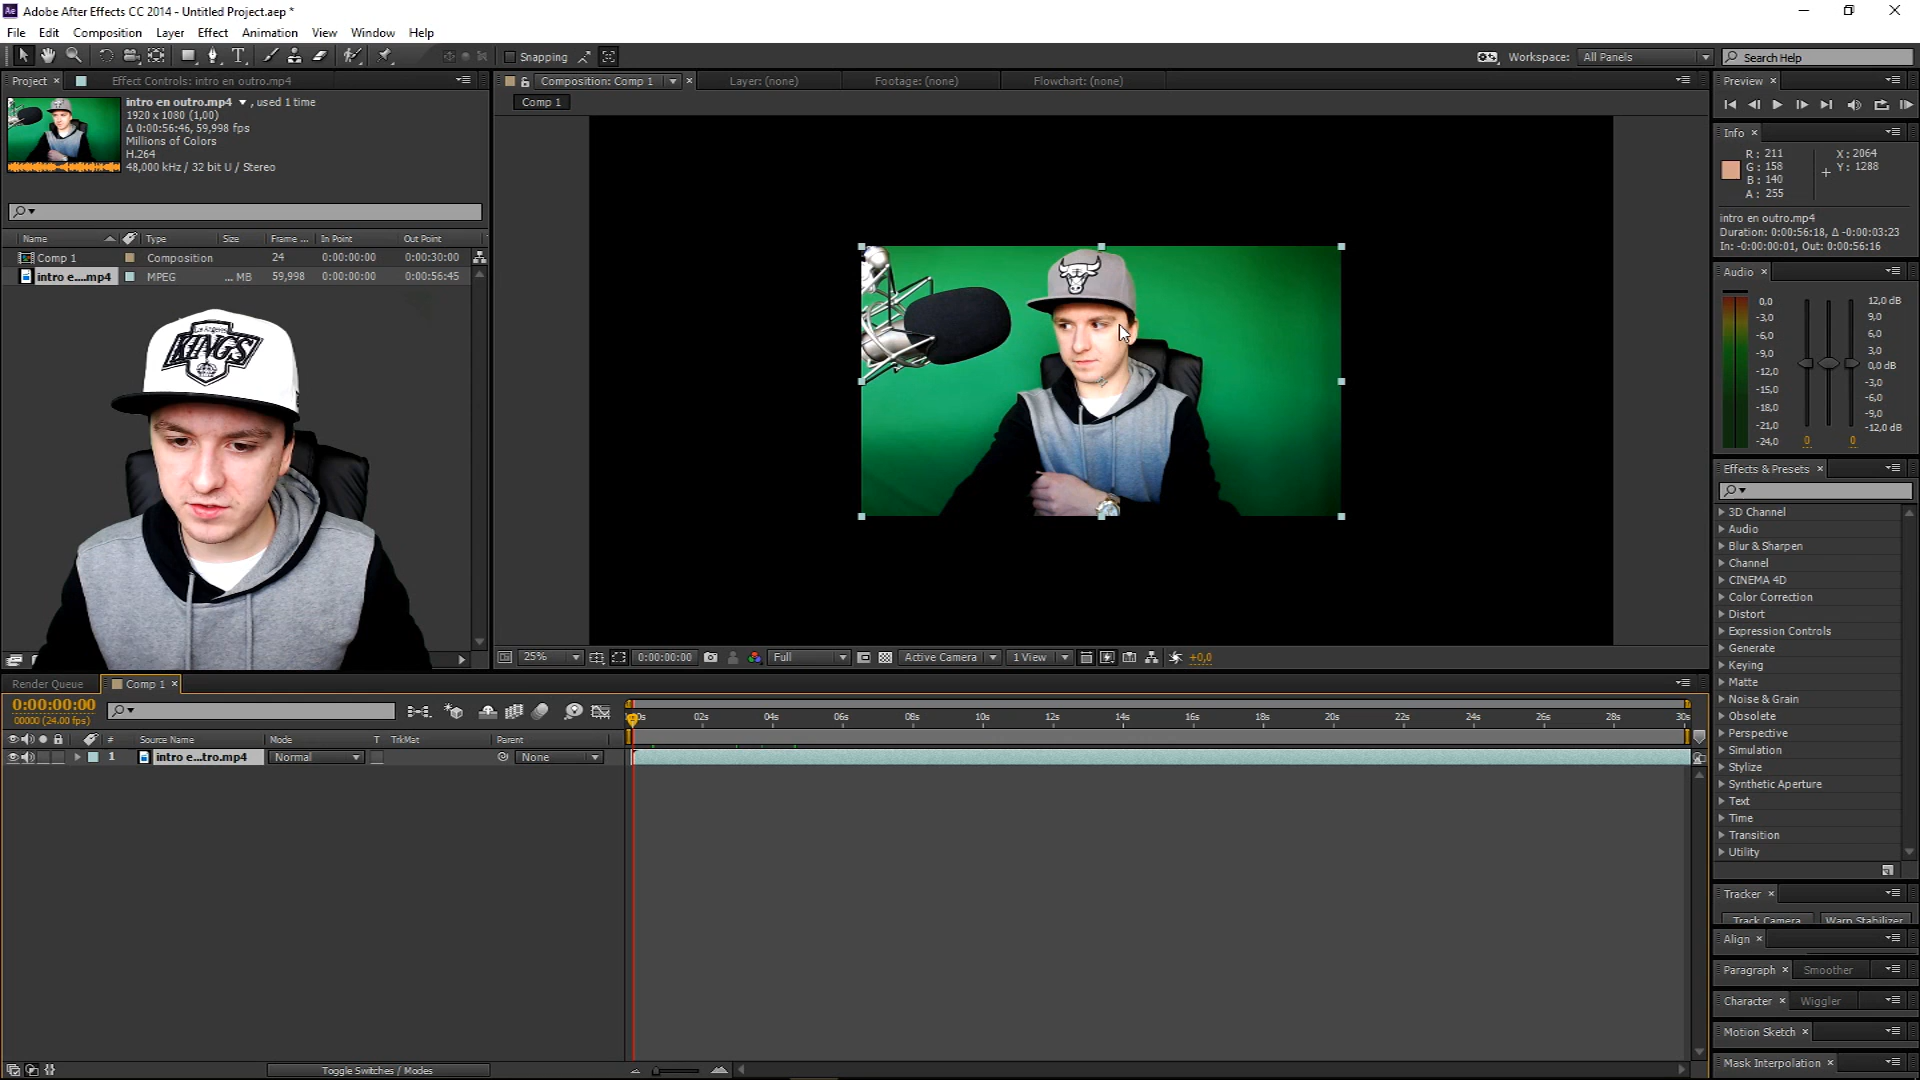 Adobe After Effects CC 2014 - Untitled Project.aep *
File Edit Composition Layer Effect Animation View Window Help
Snapping
Workspace: All Panels
Search Help
Project
Effect Controls: intro en outro.mp4
Composition: Comp 1
Layer: (none)
Footage: (none)
Flowchart: (none)
Preview
intro en outro.mp4 , used 1 time
1920 x 1080 (1,00)
Δ 0:00:56:46, 59,998 fps
Millions of Colors
H.264
48,000 kHz / 32 bit U / Stereo
Comp 1
Name Type Size Frame ... In Point Out Point
Comp 1 Composition 24 0:00:00:00 0:00:30:00
intro e....mp4 MPEG ... MB 59,998 0:00:00:00 0:00:56:45
Los Angeles
KINGS
Info
R: 211
G: 158
B: 140
A: 255
X: 2064
Y: 1288
intro en outro.mp4
Duration: 0:00:56:18, Δ -0:00:03:23
In: -0:00:00:01, Out: 0:00:56:16
Audio
0,0
-3,0
-6,0
-9,0
-12,0
-15,0
-18,0
-21,0
-24,0
12,0 dB
9,0
6,0
3,0
0,0 dB
-3,0
-6,0
-9,0
-12,0 dB
0 0
Effects & Presets
3D Channel
Audio
Blur & Sharpen
Channel
CINEMA 4D
Color Correction
Distort
Expression Controls
Generate
Keying
Matte
Noise & Grain
Obsolete
Perspective
Simulation
Stylize
Synthetic Aperture
Text
Time
Transition
Utility
Tracker
Track Camera Warp Stabilizer
Align
Paragraph Smoother
Character Wiggler
Motion Sketch
Mask Interpolation
25% 0:00:00:00 Full Active Camera 1 View +0,0
Render Queue Comp 1
0:00:00:00
00000 (24.00 fps)
02s 04s 06s 08s 10s 12s 14s 16s 18s 20s 22s 24s 26s 28s 30s
# Source Name Mode T TrkMat Parent
1 intro e...tro.mp4 Normal None
Toggle Switches / Modes